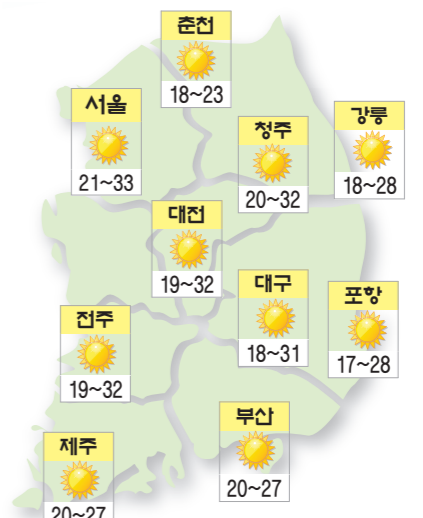 춘천
18~23
서울
21~33
청주
20~32
강릉
18~28
대전
19~32
대구
18~31
포항
17~28
전주
19~32
부산
20~27
제주
20~27